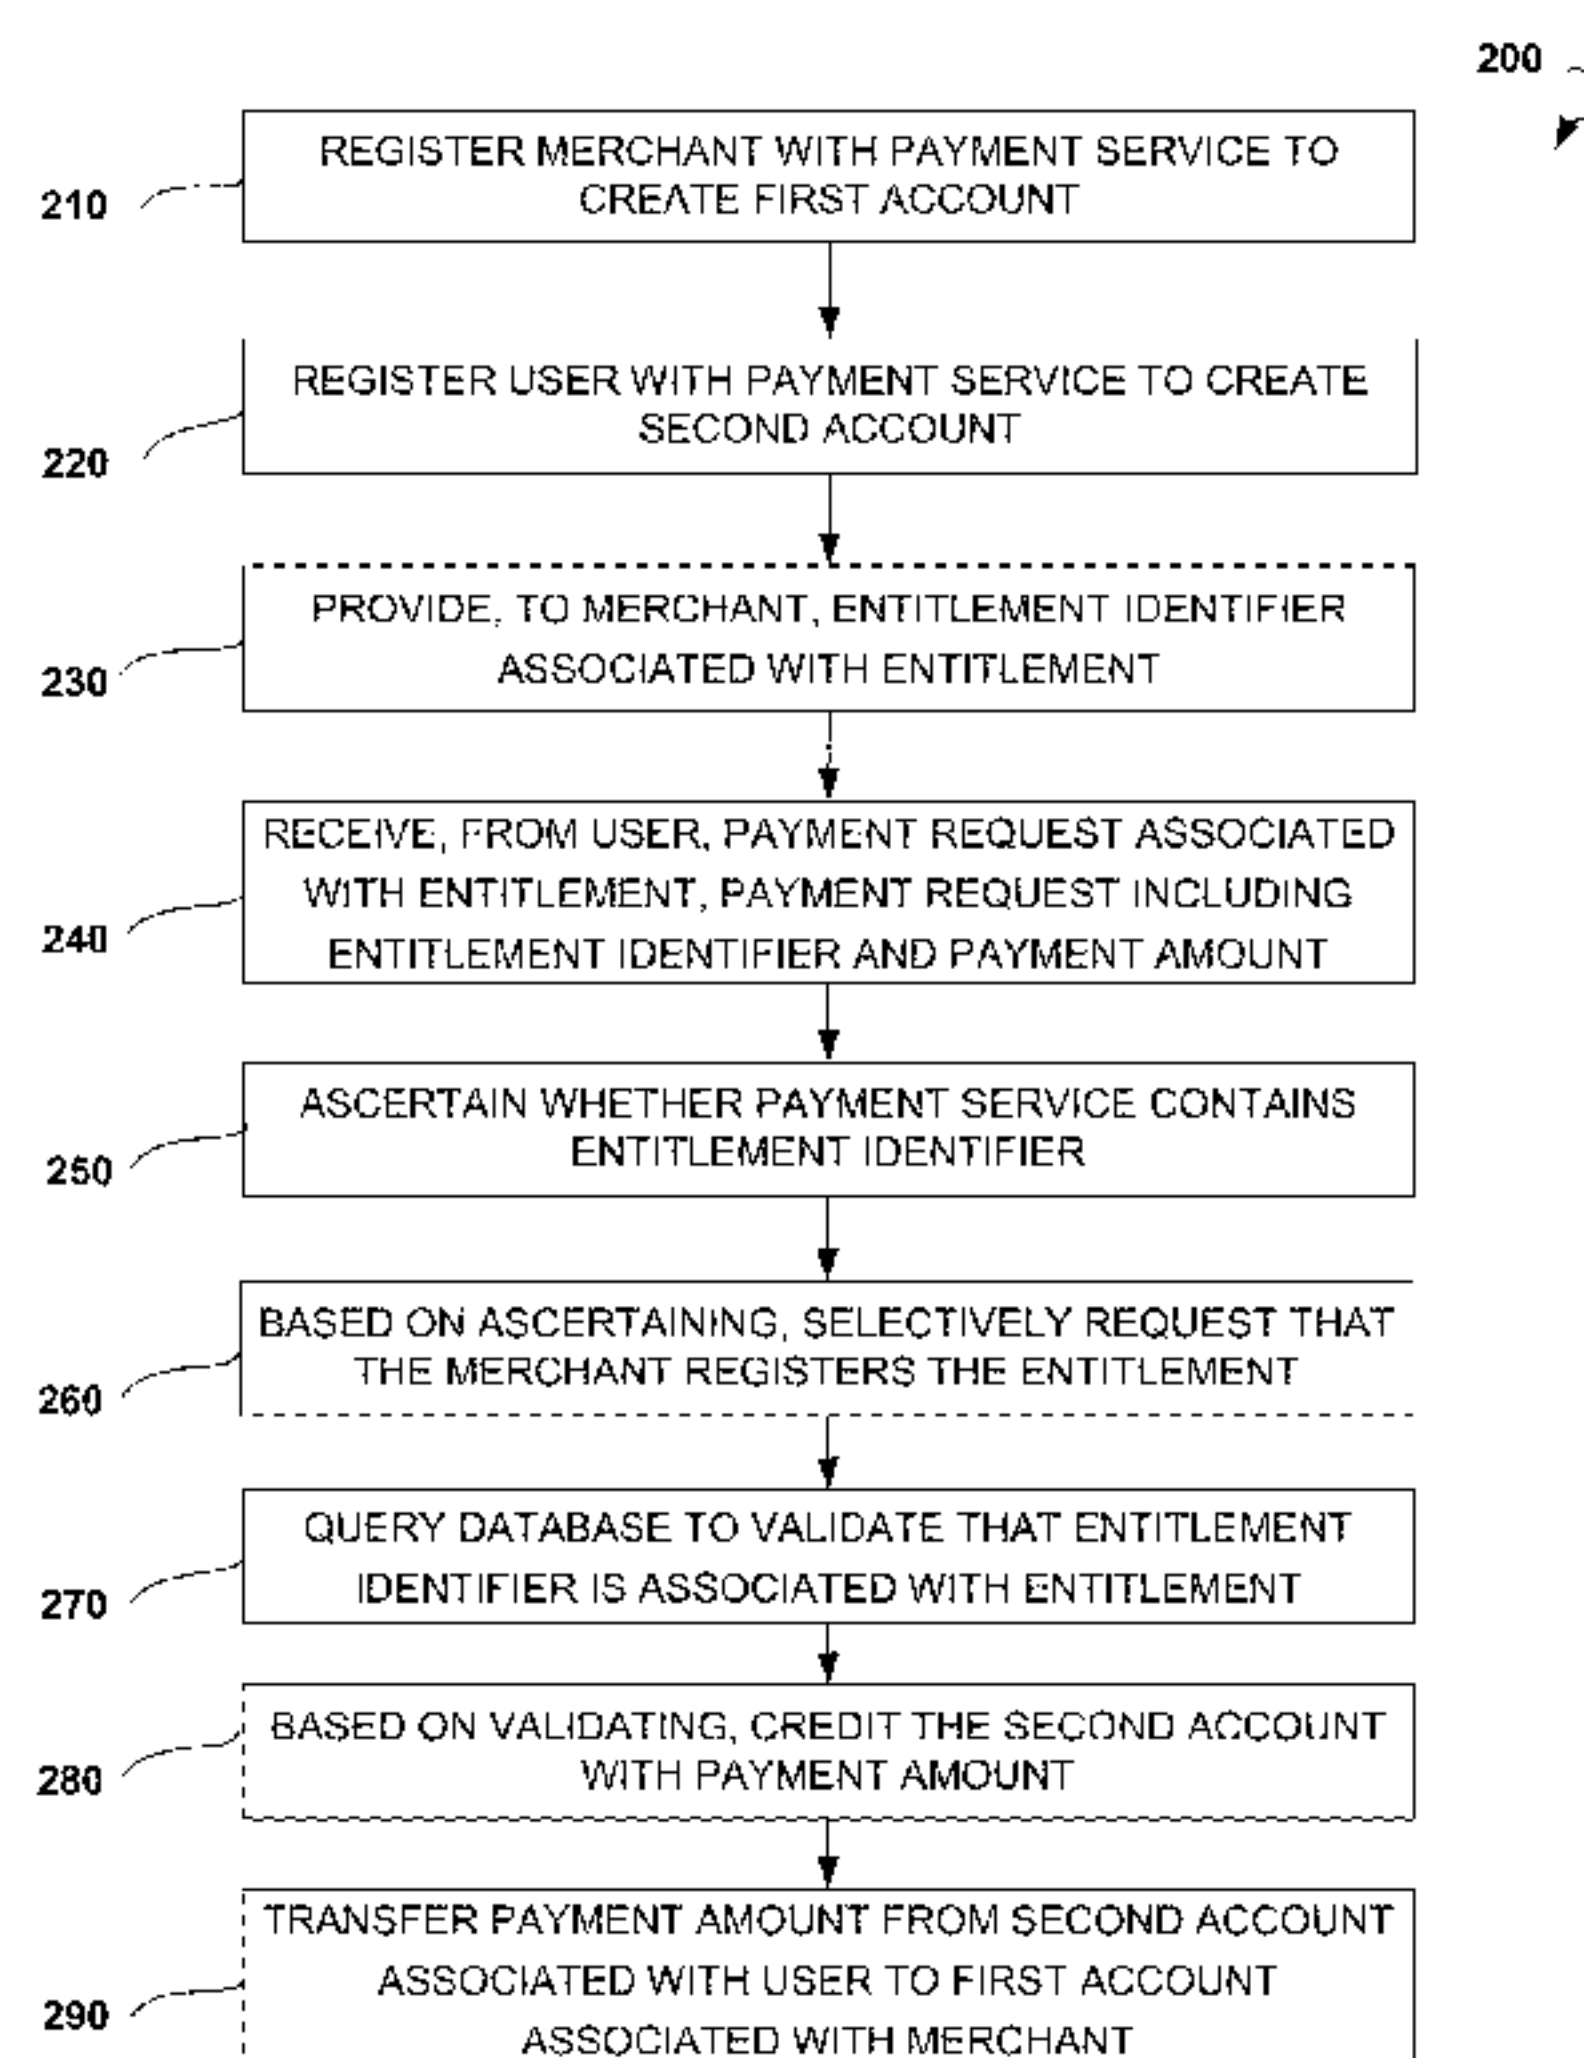 200
REGISTER MERCHANT WITH PAYMENT SERVICE TO
CREATE FIRST ACCOUNT
210
REGISTER USER WITH PAYMENT SERVICE TO CREATE
SECOND ACCOUNT
220
PROVIDE, TO MERCHANT, ENTITLEMENT IDENTIFIER
ASSOCIATED WITH ENTITLEMENT
230
RECEIVE, FROM USER, PAYMENT REQUEST ASSOCIATED
WITH ENTITLEMENT, PAYMENT REQUEST INCLUDING
ENTITLEMENT IDENTIFIER AND PAYMENT AMOUNT
240
ASCERTAIN WHETHER PAYMENT SERVICE CONTAINS
ENTITLEMENT IDENTIFIER
250
BASED ON ASCERTAINING, SELECTIVELY REQUEST THAT
THE MERCHANT REGISTERS THE ENTITLEMENT
260
QUERY DATABASE TO VALIDATE THAT ENTITLEMENT
IDENTIFIER IS ASSOCIATED WITH ENTITLEMENT
270
BASED ON VALIDATING, CREDIT THE SECOND ACCOUNT
WITH PAYMENT AMOUNT
280
TRANSFER PAYMENT AMOUNT FROM SECOND ACCOUNT
ASSOCIATED WITH USER TO FIRST ACCOUNT
ASSOCIATED WITH MERCHANT
290